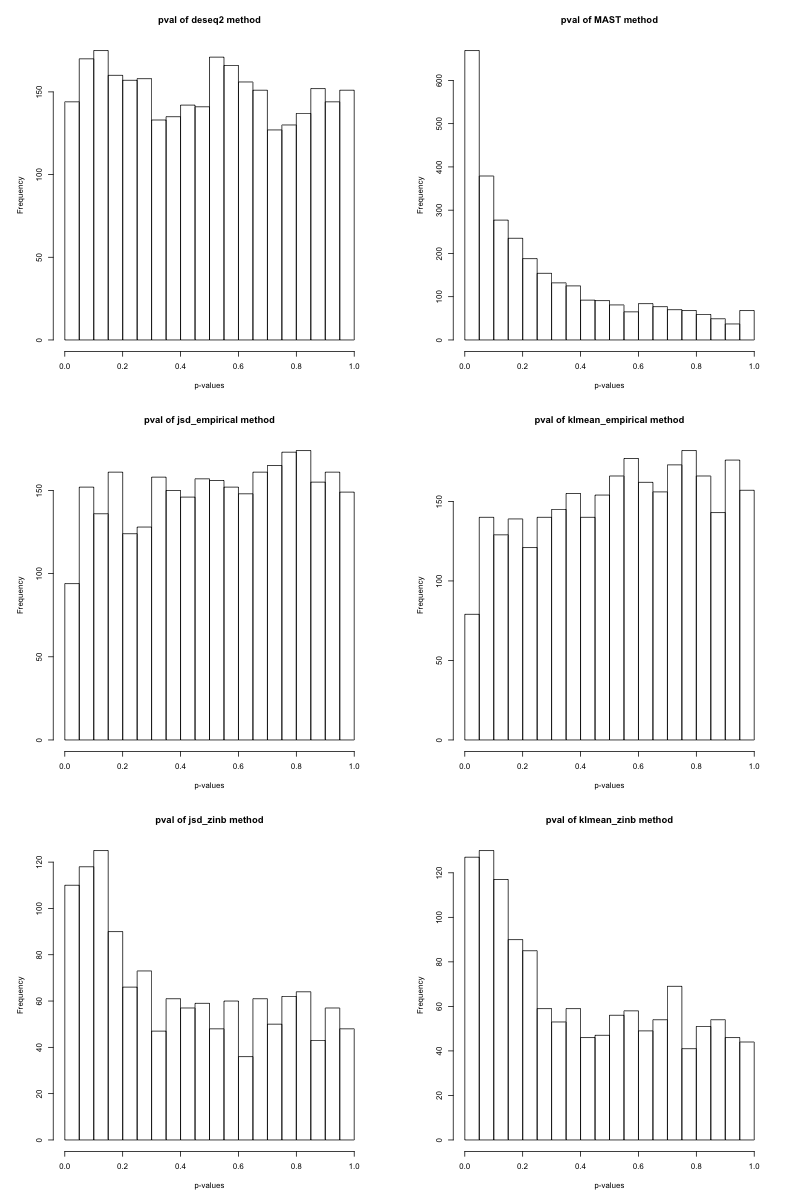 pval of deseq2 method
Frequency
0 50 100 150
0.0 0.2 0.4 0.6 0.8 1.0
p-values
pval of MAST method
Frequency
0 100 200 300 400 500 600
0.0 0.2 0.4 0.6 0.8 1.0
p-values
pval of jsd_empirical method
Frequency
0 50 100 150
0.0 0.2 0.4 0.6 0.8 1.0
p-values
pval of klmean_empirical method
Frequency
0 50 100 150
0.0 0.2 0.4 0.6 0.8 1.0
p-values
pval of jsd_zinb method
Frequency
0 20 40 60 80 100 120
0.0 0.2 0.4 0.6 0.8 1.0
p-values
pval of klmean_zinb method
Frequency
0 20 40 60 80 100 120
0.0 0.2 0.4 0.6 0.8 1.0
p-values